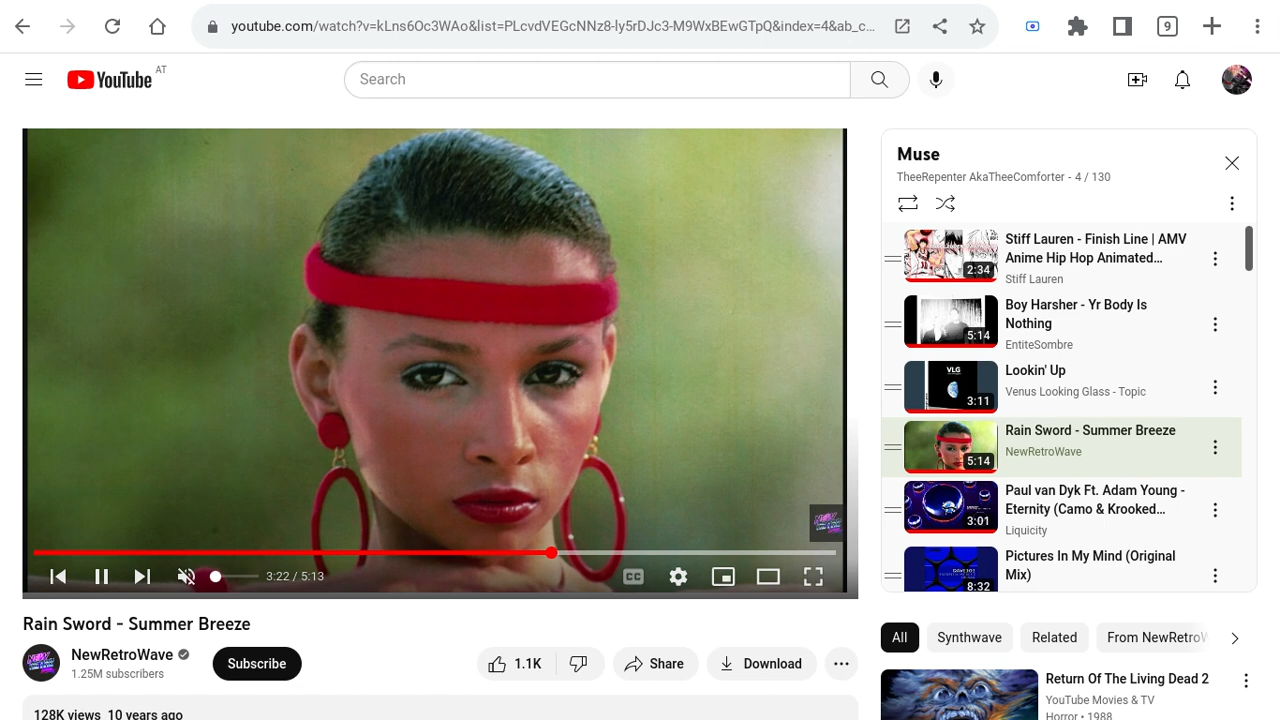 youtube.com/watch?v=kLns6Oc3WAo&list=PLcvdVEGcNNz8-ly5rDJc3-M9WxBEwGTpQ&index=4&ab_c...
9
YouTube AT
Search
Muse
TheeRepenter AkaTheeComforter - 4 / 130
Stiff Lauren - Finish Line | AMV
Anime Hip Hop Animated...
Stiff Lauren
2:34
Boy Harsher - Yr Body Is
Nothing
EntiteSombre
5:14
VLG
Lookin' Up
Venus Looking Glass - Topic
3:11
Rain Sword - Summer Breeze
NewRetroWave
5:14
Paul van Dyk Ft. Adam Young -
Eternity (Camo & Krooked...
Liquicity
3:01
Pictures In My Mind (Original
Mix)
8:32
3:22 / 5:13
CC
Rain Sword - Summer Breeze
NewRetroWave
1.25M subscribers
Subscribe
1.1K
Share
Download
128K views 10 years ago
All
Synthwave
Related
From NewRetroW
Return Of The Living Dead 2
YouTube Movies & TV
Horror • 1988